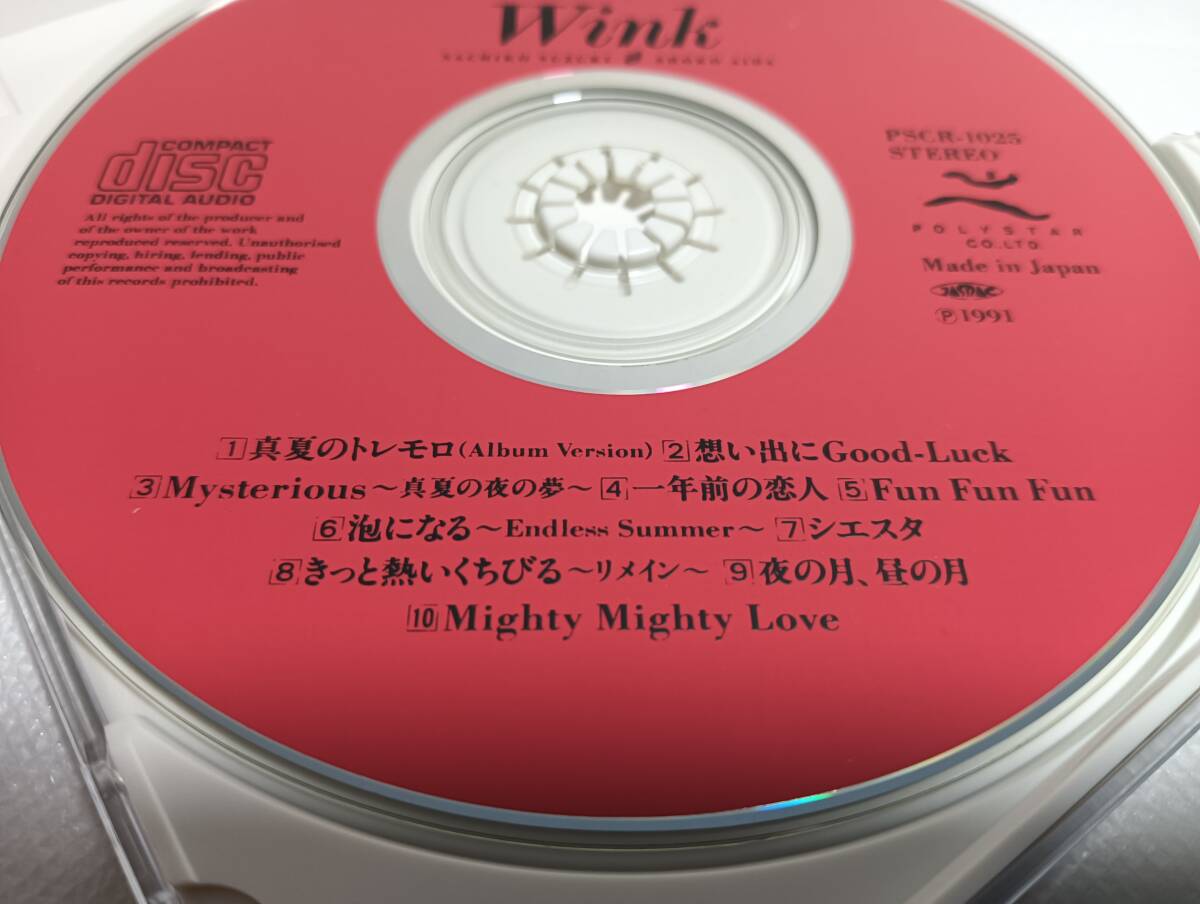 Wink
SACHIKO SUZUKI SHOKO AIDA
COMPACT
disc
DIGITAL AUDIO
All rights of the producer and
of the owner of the work
reproduced reserved. Unauthorised
copying, hiring, lending, public
performance and broadcasting
of this records prohibited.
PSCR-1025
STEREO
POLYSTAR
CO.,LTD.
Made in Japan
JASRAC
Ⓟ1991
1 真夏のトレモロ(Album Version) 2 想い出にGood-Luck
3 Mysterious～真夏の夜の夢～ 4 一年前の恋人 5 Fun Fun Fun
6 泡になる～Endless Summer～ 7 シエスタ
8 きっと熱いくちびる～リメイン～ 9 夜の月、昼の月
10 Mighty Mighty Love